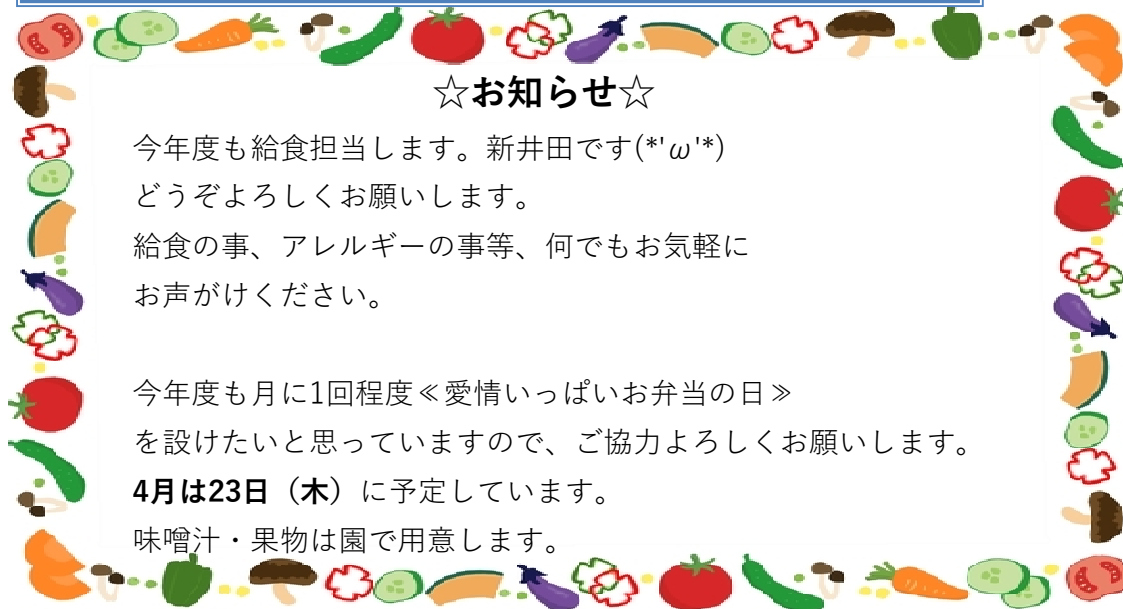 ☆お知らせ☆
今年度も給食担当します。新井田です(*'ω'*)
どうぞよろしくお願いします。
給食の事、アレルギーの事等、何でもお気軽に
お声がけください。
今年度も月に1回程度≪愛情いっぱいお弁当の日≫
を設けたいと思っていますので、ご協力よろしくお願いします。
4月は23日（木）に予定しています。
味噌汁・果物は園で用意します。